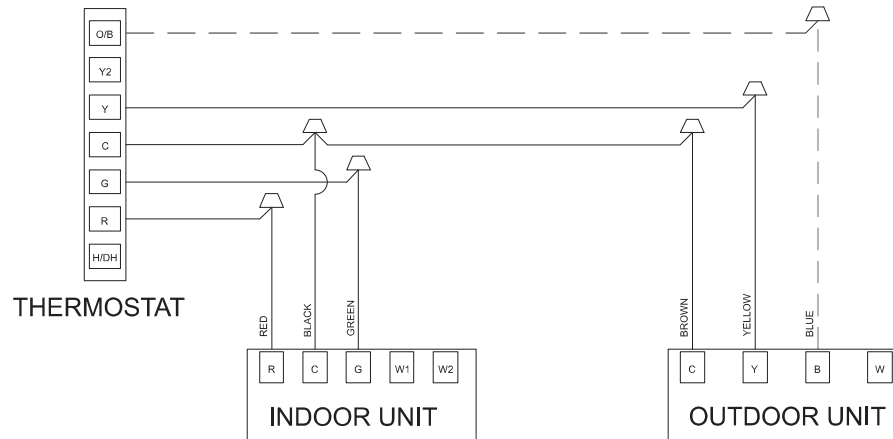 O/B
Y2
Y
C
G
R
H/DH
THERMOSTAT
RED
BLACK
GREEN
BROWN
YELLOW
BLUE
R C G W1 W2
C Y B W
INDOOR UNIT
OUTDOOR UNIT